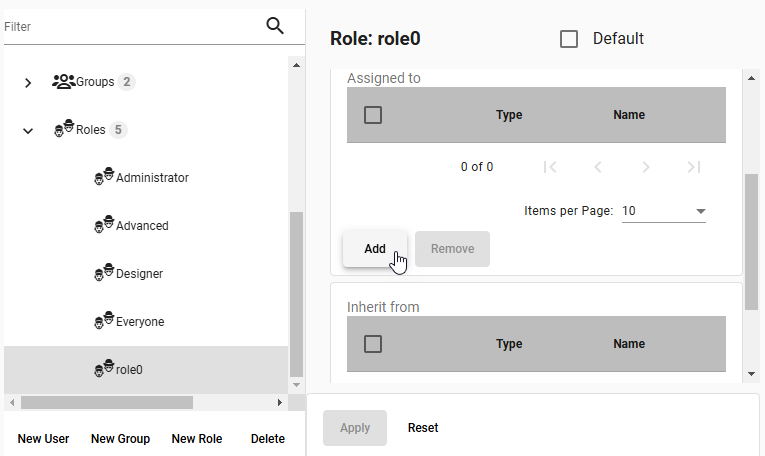 Filter
Groups 2
Roles 5
Administrator
Advanced
Designer
Everyone
role0
New User New Group New Role Delete
Role: role0
Default
Assigned to
Type Name
0 of 0
Items per Page: 10
Add Remove
Inherit from
Type Name
Apply Reset